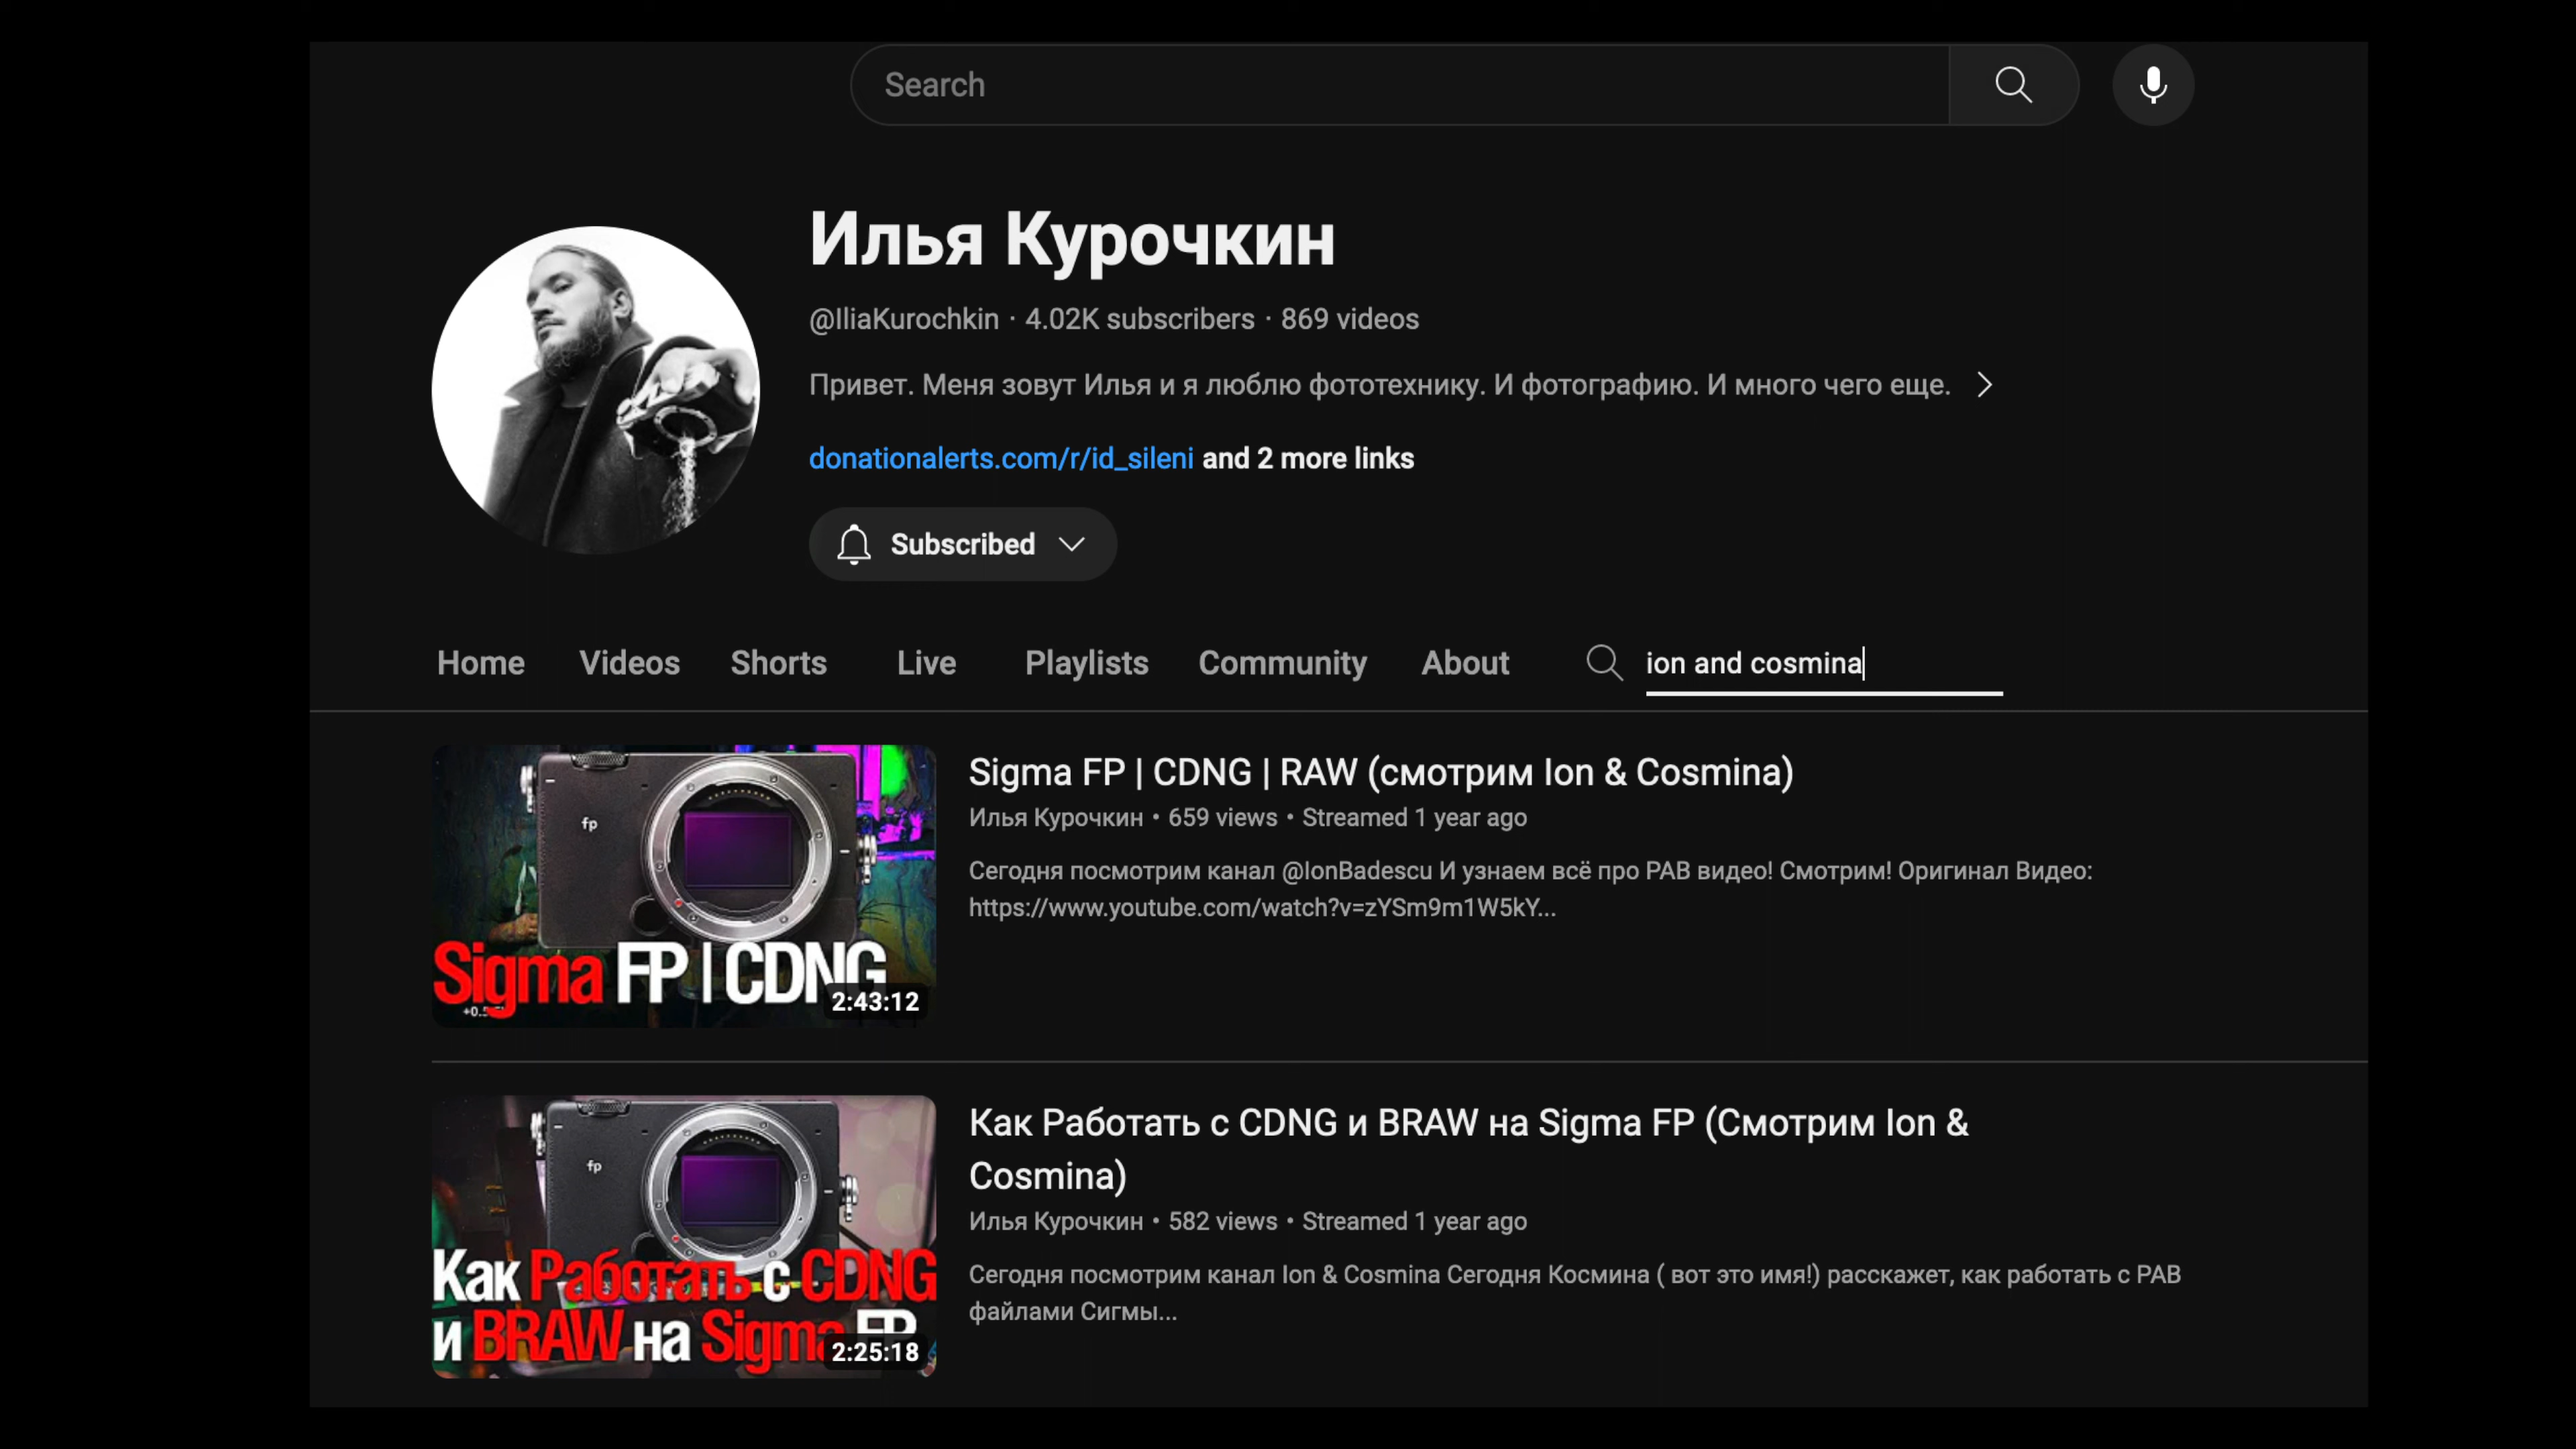 Search
Илья Курочкин
@IliaKurochkin · 4.02K subscribers · 869 videos
Привет. Меня зовут Илья и я люблю фототехнику. И фотографию. И много чего еще.
donationalerts.com/r/id_sileni and 2 more links
Subscribed
Home Videos Shorts Live Playlists Community About ion and cosmina
fp
Sigma FP | CDNG
2:43:12
Sigma FP | CDNG | RAW (смотрим Ion & Cosmina)
Илья Курочкин • 659 views • Streamed 1 year ago
Сегодня посмотрим канал @IonBadescu И узнаем всё про РАВ видео! Смотрим! Оригинал Видео:
https://www.youtube.com/watch?v=zYSm9m1W5kY...
fp
Как Работать с CDNG
и BRAW на Sigma FP
2:25:18
Как Работать с CDNG и BRAW на Sigma FP (Смотрим Ion &
Cosmina)
Илья Курочкин • 582 views • Streamed 1 year ago
Сегодня посмотрим канал Ion & Cosmina Сегодня Космина ( вот это имя!) расскажет, как работать с РАВ
файлами Сигмы...